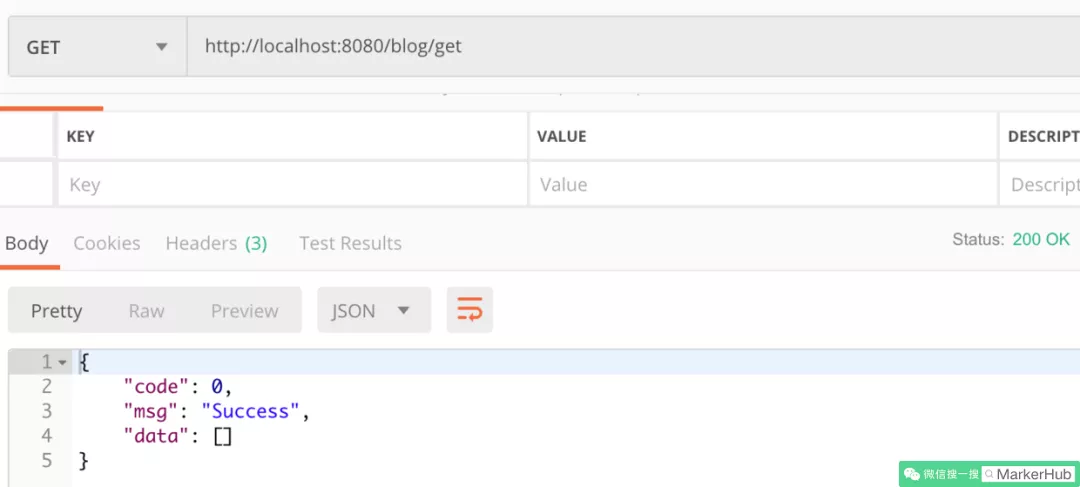 GET http://localhost:8080/blog/get
KEY VALUE DESCRIPT
Key Value Descript
Body Cookies Headers (3) Test Results Status: 200 OK
Pretty Raw Preview JSON
1 {
2 "code": 0,
3 "msg": "Success",
4 "data": []
5 }
微信搜一搜 MarkerHub